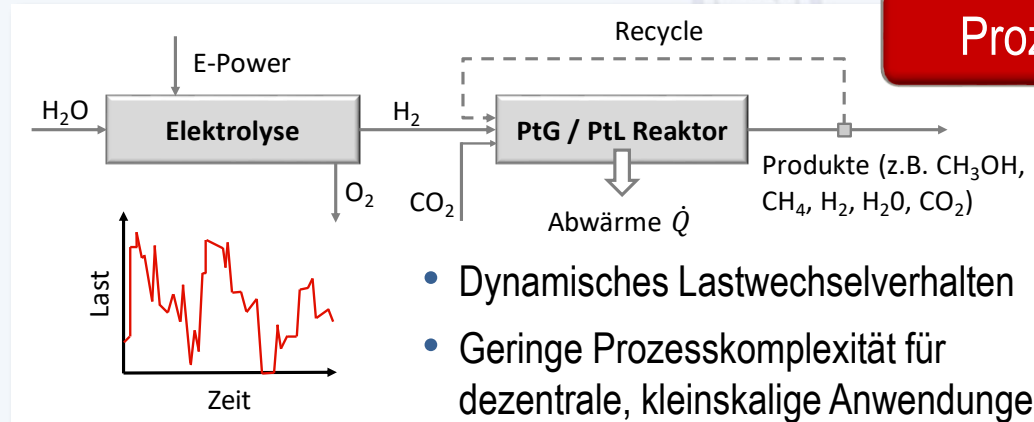 Proz
Recycle
E-Power
H₂O
Elektrolyse
H₂
PtG / PtL Reaktor
O₂
CO₂
Abwärme Q̇
Produkte (z.B. CH₃OH,
CH₄, H₂, H₂0, CO₂)
Last
Zeit
• Dynamisches Lastwechselverhalten
• Geringe Prozesskomplexität für
dezentrale, kleinskalige Anwendunge